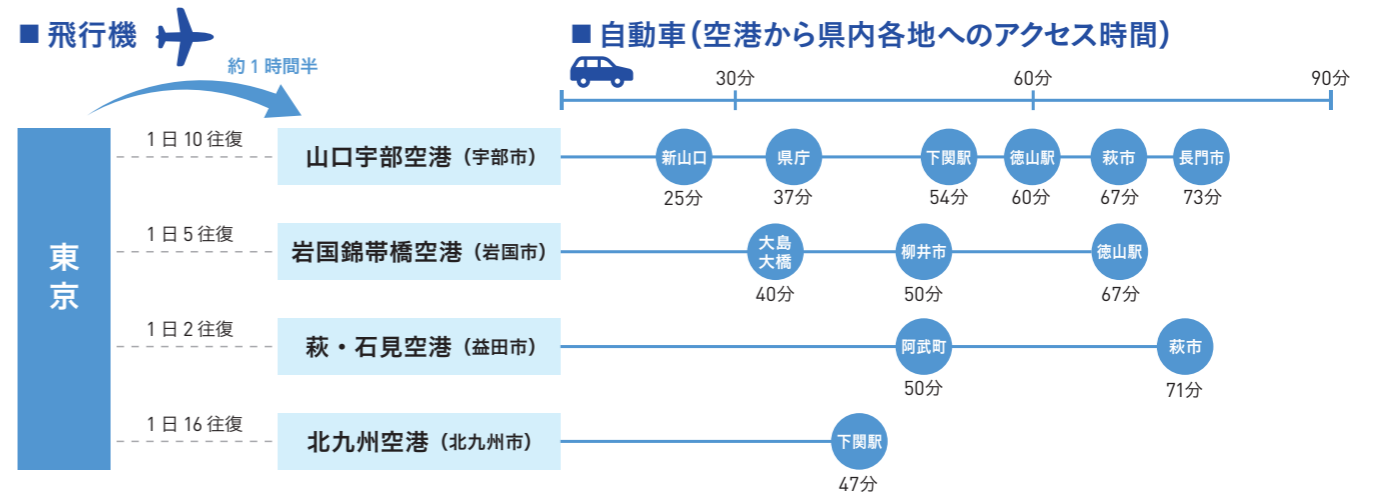 ■ 飛行機
約1時間半
■ 自動車（空港から県内各地へのアクセス時間）
30分
60分
90分
東京
1日10往復
山口宇部空港（宇部市）
新山口
県庁
下関駅
徳山駅
萩市
長門市
25分
37分
54分
60分
67分
73分
1日5往復
岩国錦帯橋空港（岩国市）
大島
大橋
柳井市
徳山駅
40分
50分
67分
1日2往復
萩・石見空港（益田市）
阿武町
萩市
50分
71分
1日16往復
北九州空港（北九州市）
下関駅
47分